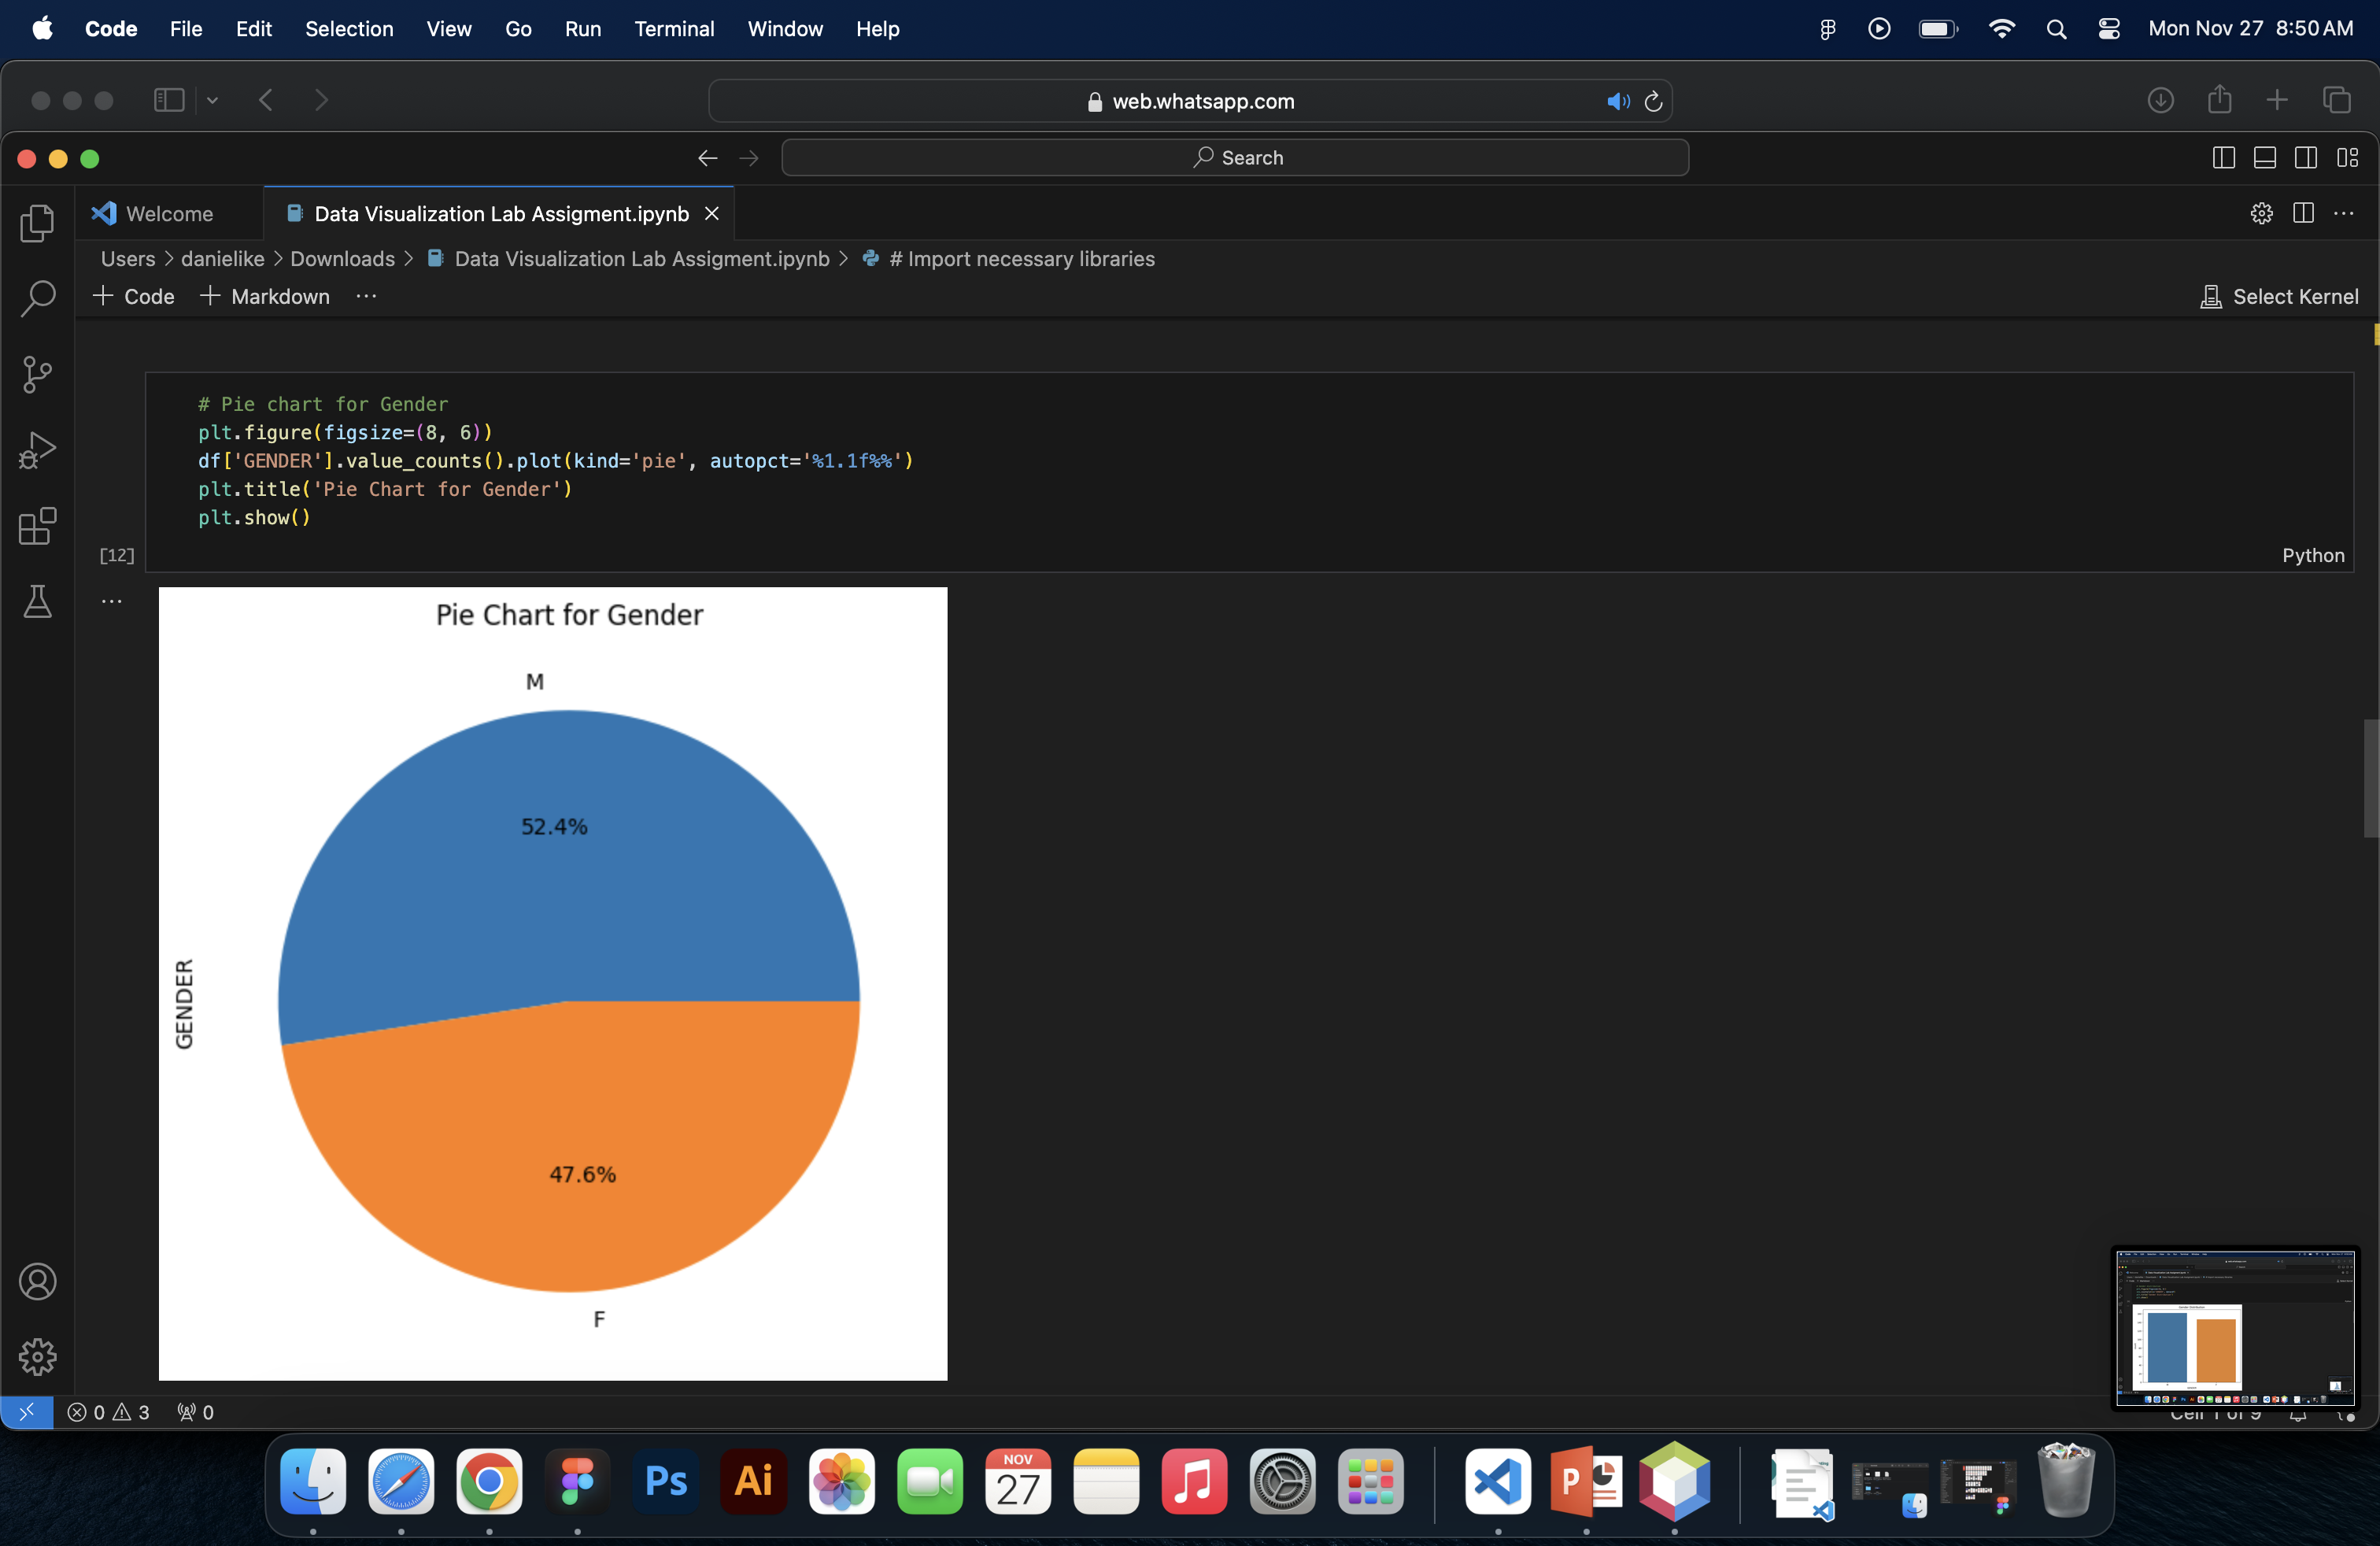 Code File Edit Selection View Go Run Terminal Window Help Mon Nov 27 8:50 AM
web.whatsapp.com
Search
Welcome Data Visualization Lab Assigment.ipynb
Users > danielike > Downloads > Data Visualization Lab Assigment.ipynb > # Import necessary libraries
+ Code + Markdown ... Select Kernel
# Pie chart for Gender
plt.figure(figsize=(8, 6))
df['GENDER'].value_counts().plot(kind='pie', autopct='%1.1f%%')
plt.title('Pie Chart for Gender')
plt.show()
[12]
Python
...
Pie Chart for Gender
M
52.4%
GENDER
47.6%
F
0 3 0
Cell 1 of 9
Ps Ai NOV 27 P